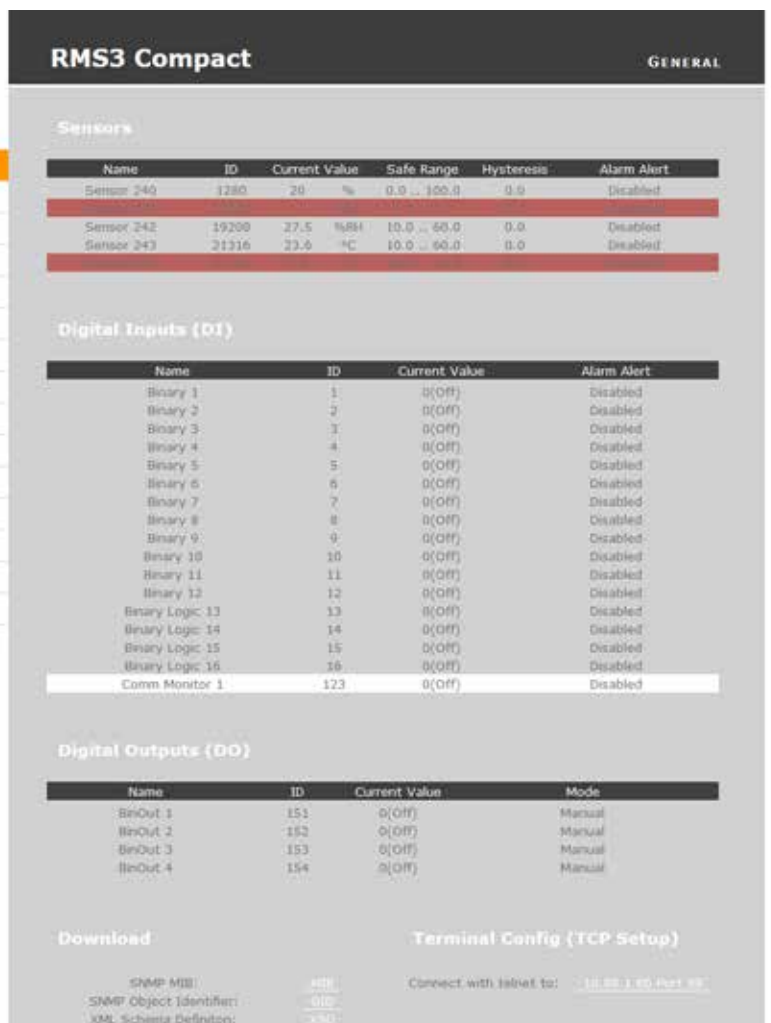 RMS3 Compact GENERAL
Sensors
Name ID Current Value Safe Range Hysteresis Alarm Alert
Sensor 240 1280 20 % 0.0 .. 100.0 0.0 Disabled
Sensor 242 19200 27.5 %RH 10.0 .. 60.0 0.0 Disabled
Sensor 243 21316 23.6 °C 10.0 .. 60.0 0.0 Disabled
Digital Inputs (DI)
Name ID Current Value Alarm Alert
Binary 1 1 0(Off) Disabled
Binary 2 2 0(Off) Disabled
Binary 3 3 0(Off) Disabled
Binary 4 4 0(Off) Disabled
Binary 5 5 0(Off) Disabled
Binary 6 6 0(Off) Disabled
Binary 7 7 0(Off) Disabled
Binary 8 8 0(Off) Disabled
Binary 9 9 0(Off) Disabled
Binary 10 10 0(Off) Disabled
Binary 11 11 0(Off) Disabled
Binary 12 12 0(Off) Disabled
Binary Logic 13 13 0(Off) Disabled
Binary Logic 14 14 0(Off) Disabled
Binary Logic 15 15 0(Off) Disabled
Binary Logic 16 16 0(Off) Disabled
Comm Monitor 1 123 0(Off) Disabled
Digital Outputs (DO)
Name ID Current Value Mode
BinOut 1 151 0(Off) Manual
BinOut 2 152 0(Off) Manual
BinOut 3 153 0(Off) Manual
BinOut 4 154 0(Off) Manual
Download Terminal Config (TCP Setup)
SNMP MIB: MIB Connect with telnet to:
SNMP Object Identifier: OID
XML Schema Definiton: XSD